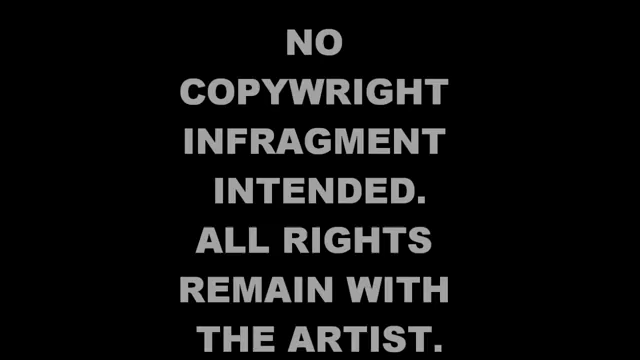 NO
COPYWRIGHT
INFRAGMENT
INTENDED.
ALL RIGHTS
REMAIN WITH
THE ARTIST.